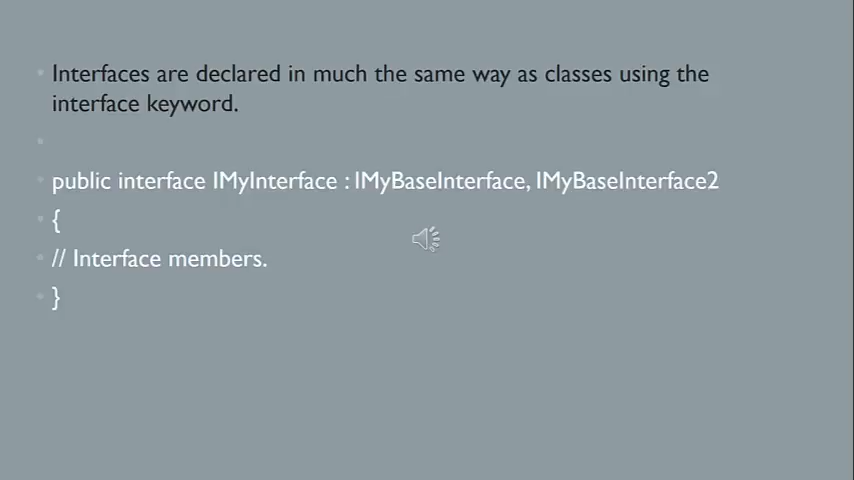 Interfaces are declared in much the same way as classes using the
interface keyword.
public interface IMyInterface : IMyBaseInterface, IMyBaseInterface2
{
// Interface members.
}